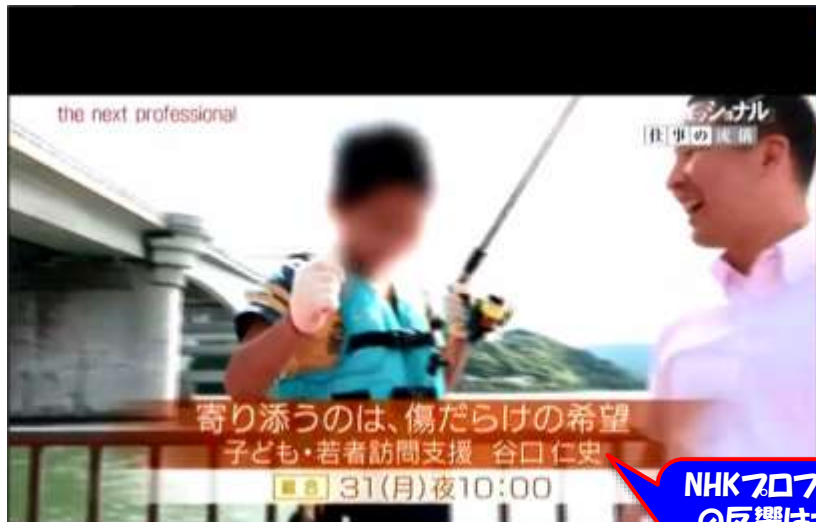 the next professional
ショナル
仕事の流儀
寄り添うのは、傷だらけの希望
子ども・若者訪問支援 谷口 仁史
総合 31(月)夜10:00
NHKプロフ
の反響は